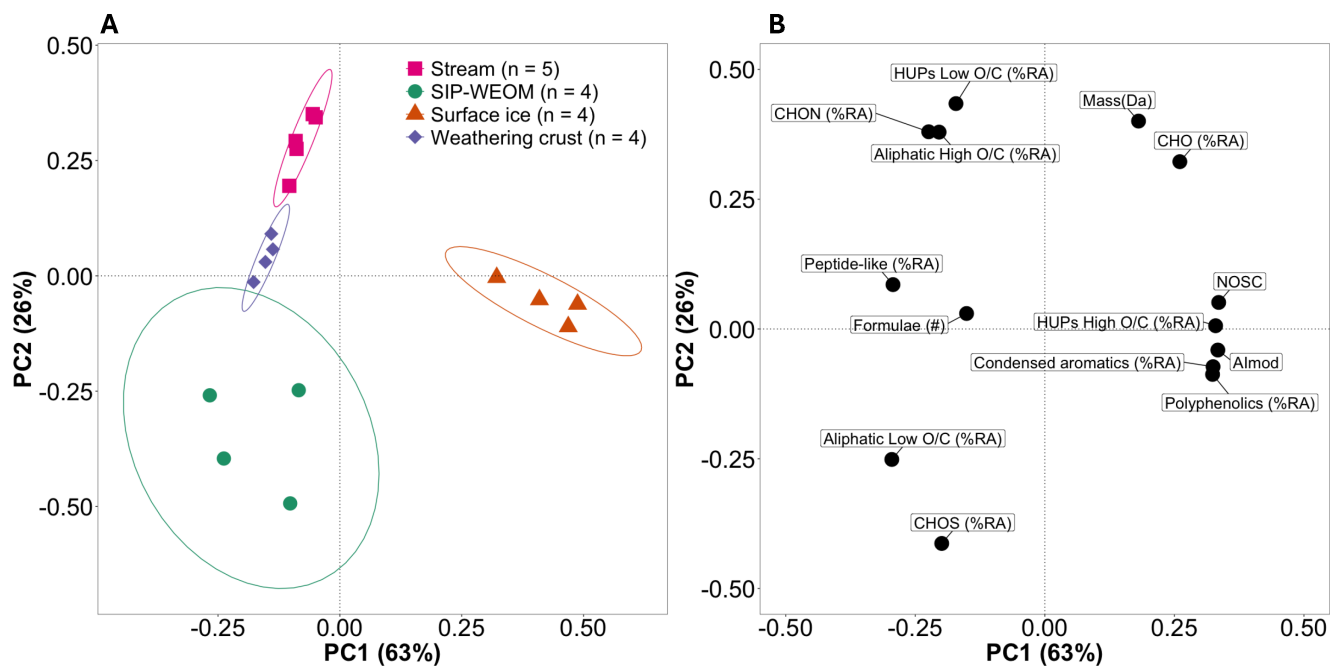 A
0.50
0.25
0.00
-0.25
-0.50
PC2 (26%)
-0.25
0.00
0.25
0.50
PC1 (63%)
Stream (n = 5)
SIP-WEOM (n = 4)
Surface ice (n = 4)
Weathering crust (n = 4)
B
0.50
0.25
0.00
-0.25
-0.50
PC2 (26%)
-0.50
-0.25
0.00
0.25
0.50
PC1 (63%)
HUPs Low O/C (%RA)
Mass(Da)
CHON (%RA)
CHO (%RA)
Aliphatic High O/C (%RA)
Peptide-like (%RA)
NOSC
Formulae (#)
HUPs High O/C (%RA)
Condensed aromatics (%RA)
AImod
Polyphenolics (%RA)
Aliphatic Low O/C (%RA)
CHOS (%RA)